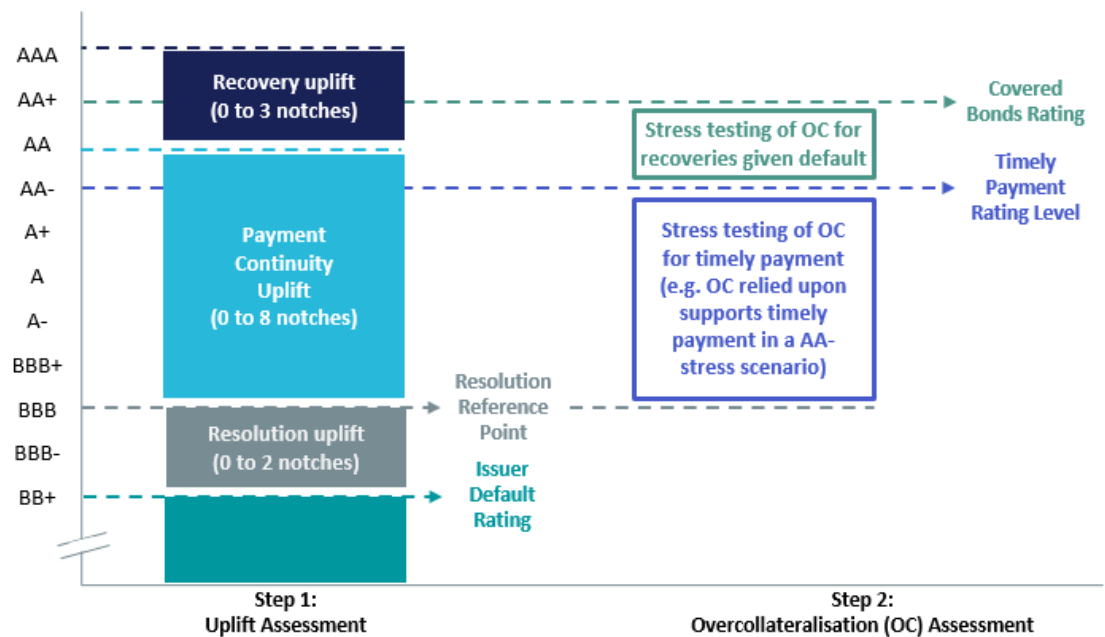 AAA
AA+
AA
AA-
A+
A
A-
BBB+
BBB
BBB-
BB+
Recovery uplift
(0 to 3 notches)
Payment
Continuity
Uplift
(0 to 8 notches)
Resolution uplift
(0 to 2 notches)
Resolution
Reference
Point
Issuer
Default
Rating
Stress testing of OC for
recoveries given default
Stress testing of OC
for timely payment
(e.g. OC relied upon
supports timely
payment in a AA-
stress scenario)
Covered
Bonds Rating
Timely
Payment
Rating Level
Step 1:
Uplift Assessment
Step 2:
Overcollateralisation (OC) Assessment